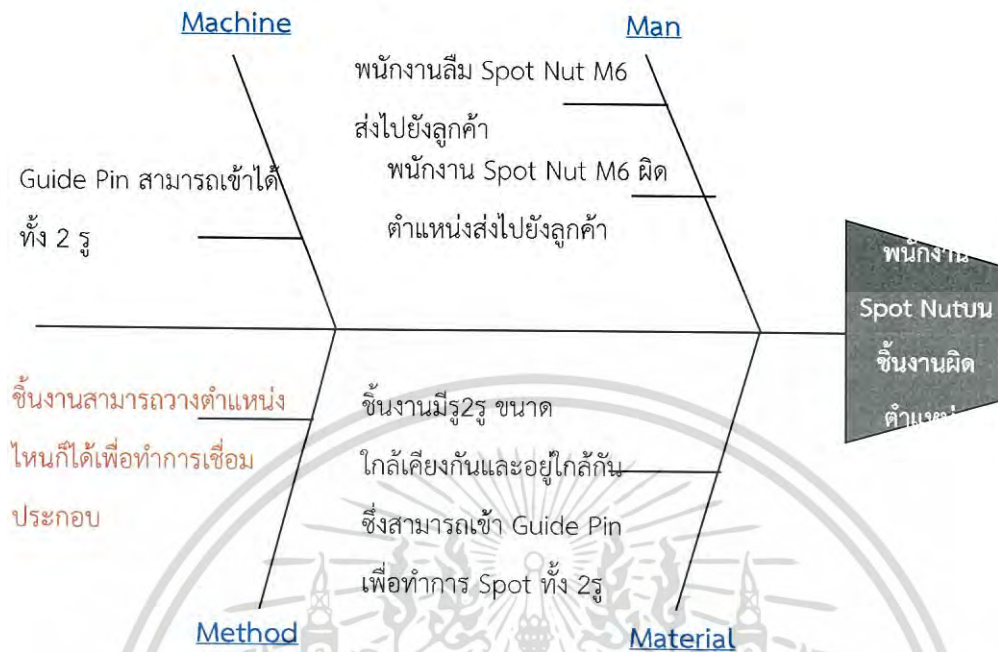 Machine
Man
พนักงานลืม Spot Nut M6
ส่งไปยังลูกค้า
พนักงาน Spot Nut M6 ผิด
ตำแหน่งส่งไปยังลูกค้า
Guide Pin สามารถเข้าได้
ทั้ง 2 รู
พนักงาน
Spot Nutบน
ชิ้นงานผิด
ตำแหน่ง
ชิ้นงานสามารถวางตำแหน่ง
ไหนก็ได้เพื่อทำการเชื่อม
ประกอบ
ชิ้นงานมีรู2รู ขนาด
ใกล้เคียงกันและอยู่ใกล้กัน
ซึ่งสามารถเข้า Guide Pin
เพื่อทำการ Spot ทั้ง 2รู
Method
Material